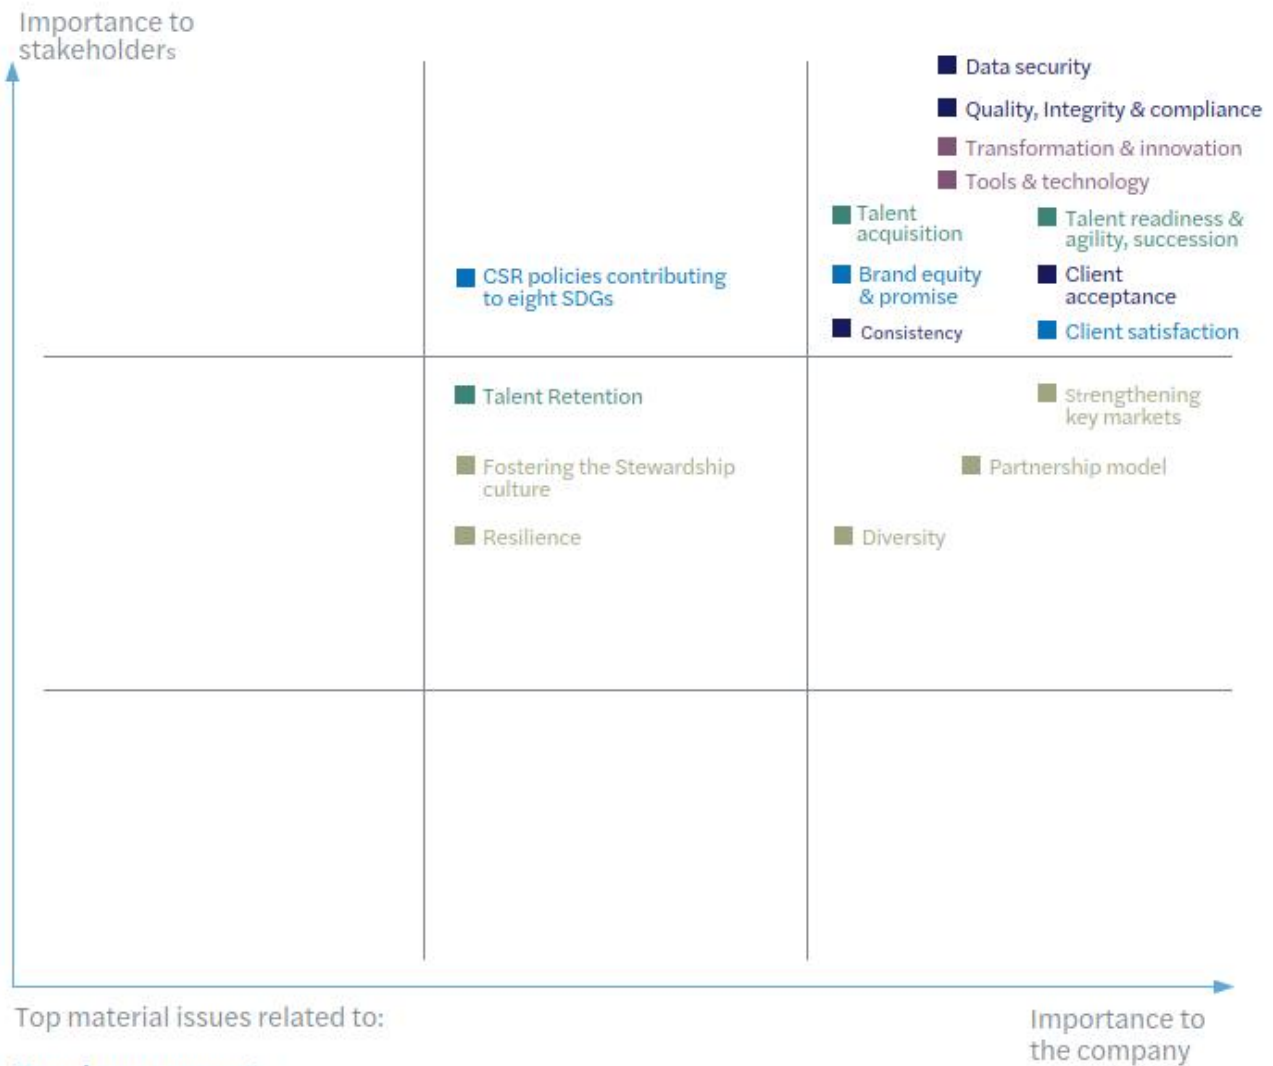 Importance to
stakeholders
Data security
Quality, Integrity & compliance
Transformation & innovation
Tools & technology
Talent
acquisition
Talent readiness &
agility, succession
CSR policies contributing
to eight SDGs
Brand equity
& promise
Client
acceptance
Consistency
Client satisfaction
Talent Retention
Strengthening
key markets
Fostering the Stewardship
culture
Partnership model
Resilience
Diversity
Top material issues related to:
Importance to
the company